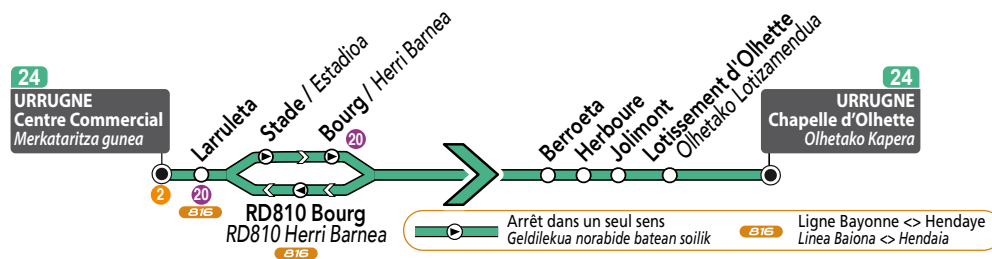 24
URRUGNE
Centre Commercial
Merkataritza gunea
2
Larruleta
20
816
Stade / Estadioa
Bourg / Herri Barnea
20
RD810 Bourg
RD810 Herri Barnea
816
Berroeta
Herboure
Jolimont
Lotissement d'Olhette
Olhetako Lotizamendua
24
URRUGNE
Chapelle d'Olhette
Olhetako Kapera
Arrêt dans un seul sens
Geldilekua norabide batean soilik
816
Ligne Bayonne <> Hendaye
Linea Baiona <> Hendaia